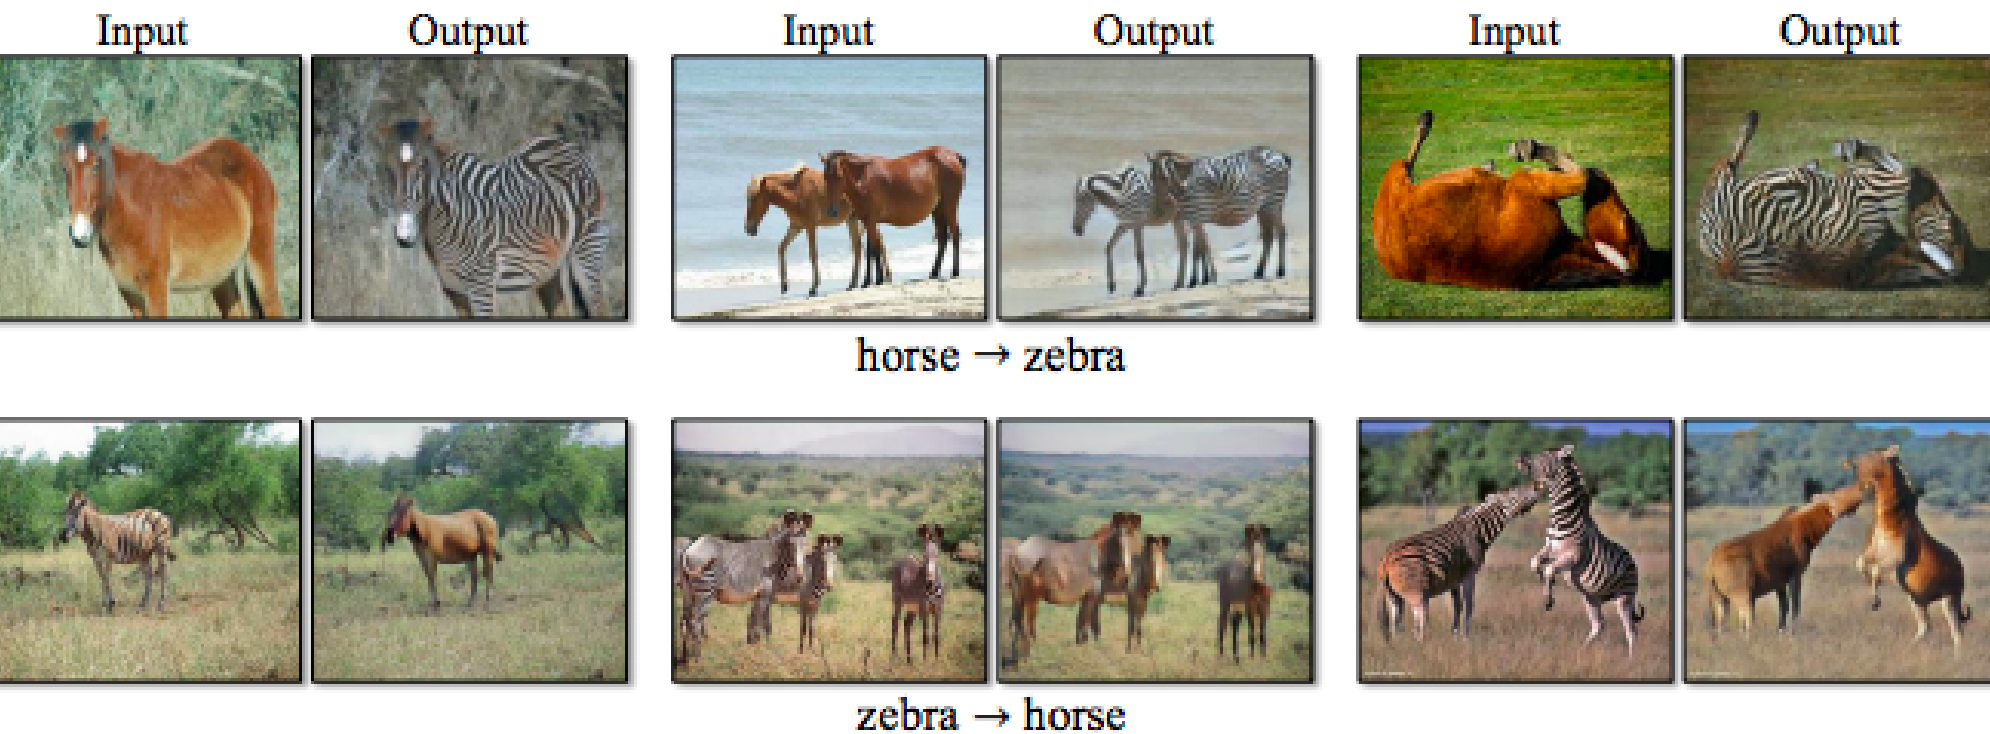 Input Output Input Output Input Output
horse → zebra
zebra → horse